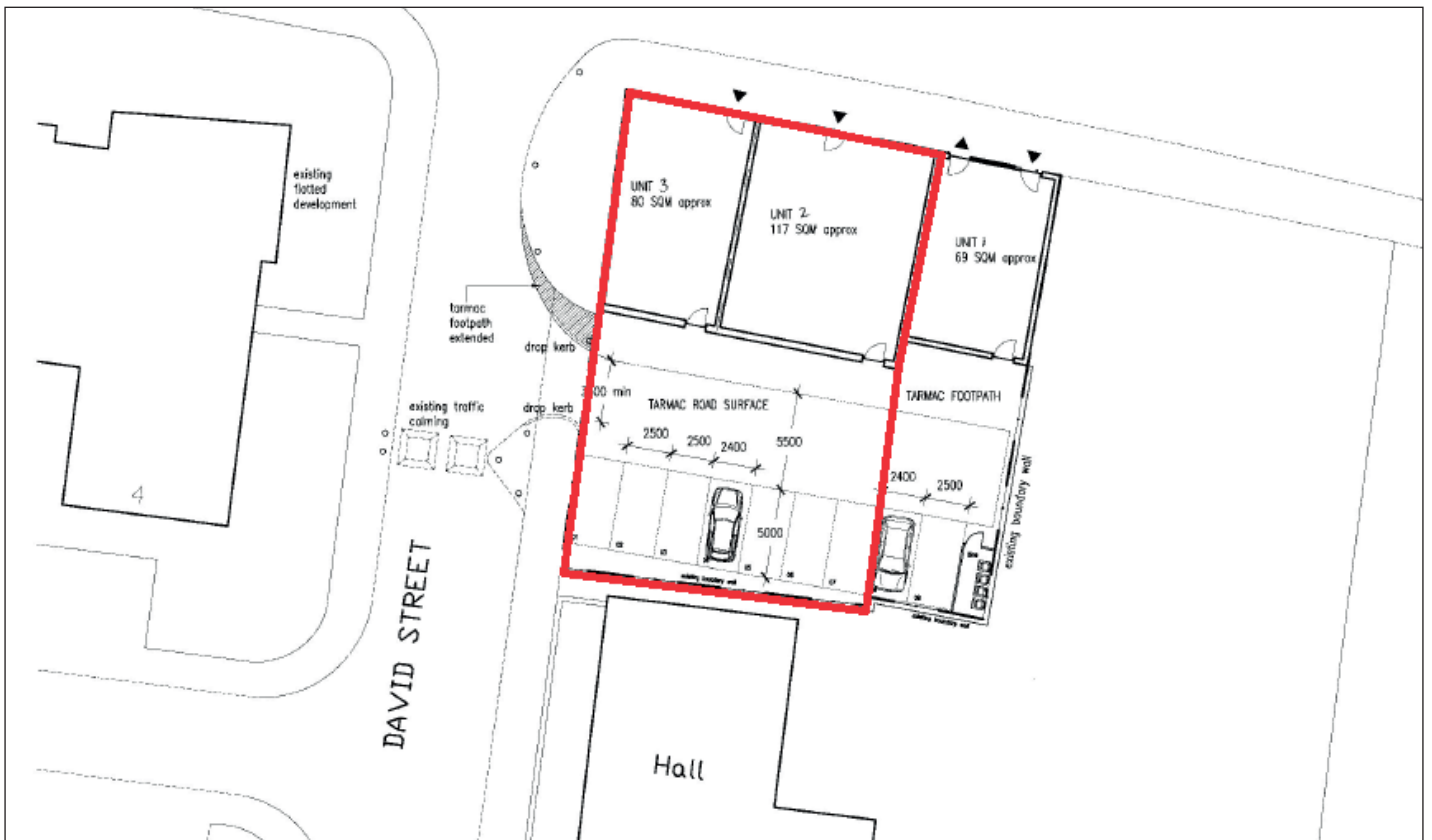 existing
flatted
development
UNIT 3
80 SQM approx
UNIT 2
117 SQM approx
UNIT 1
69 SQM approx
tarmac
footpath
extended
drop kerb
min
TARMAC ROAD SURFACE
TARMAC FOOTPATH
existing traffic
calming
drop kerb
2500
2500
2400
5500
2400
2500
5000
existing boundary wall
existing boundary wall
existing boundary wall
4
DAVID STREET
Hall